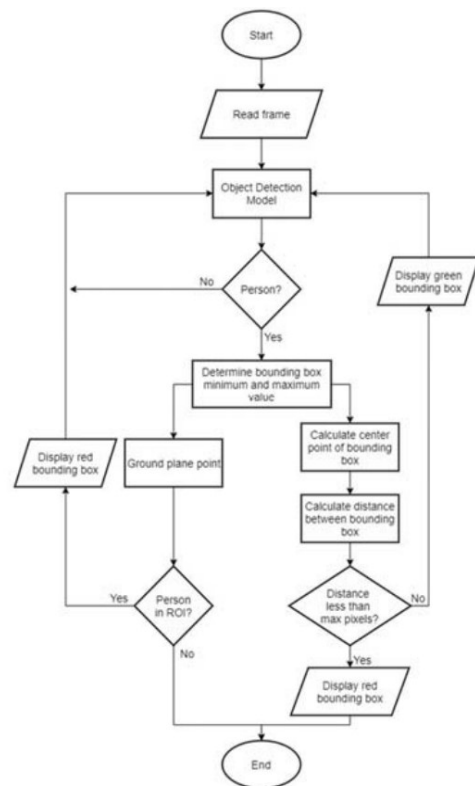 Start
Read frame
Object Detection
Model
Display green
bounding box
No
Person?
Yes
Determine bounding box
minimum and maximum
value
Display red
bounding box
Ground plane point
Calculate center
point of bounding
box
Calculate distance
between bounding
box
Yes
Person
in ROI?
No
Distance
less than
max pixels?
No
Yes
Display red
bounding box
End